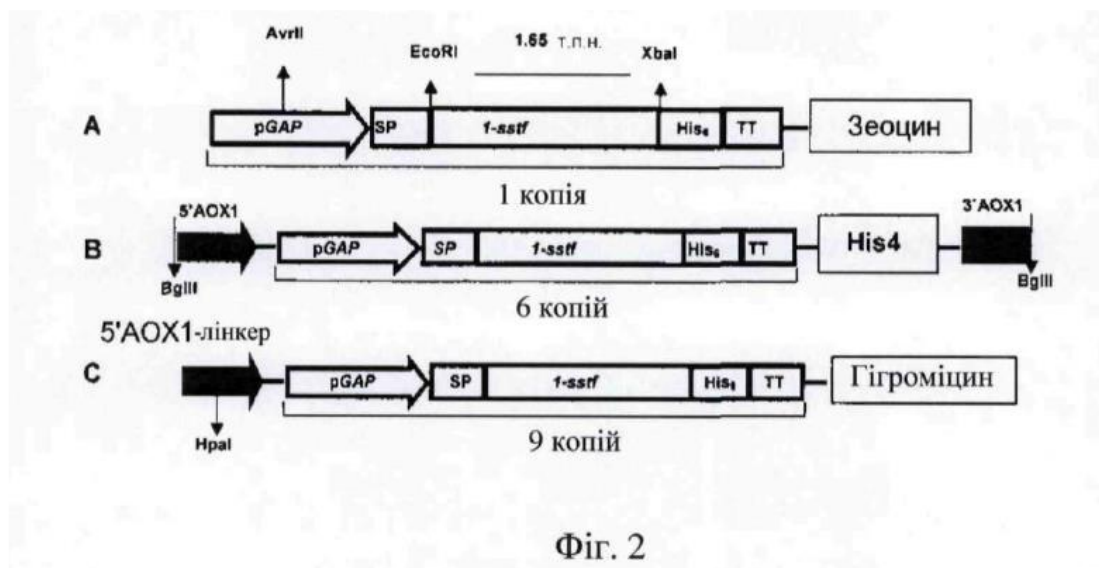 AvrII
EcoRI
1.65 т.п.н.
XbaI
A
pGAP
SP
1-sstf
His₆
TT
Зеоцин
1 копія
5'AOX1
3´AOX1
B
pGAP
SP
1-sstf
His₆
TT
His4
BglII
BglII
6 копій
5'AOX1-лінкер
C
pGAP
SP
1-sstf
His₆
TT
Гігроміцин
HpaI
9 копій
Фіг. 2